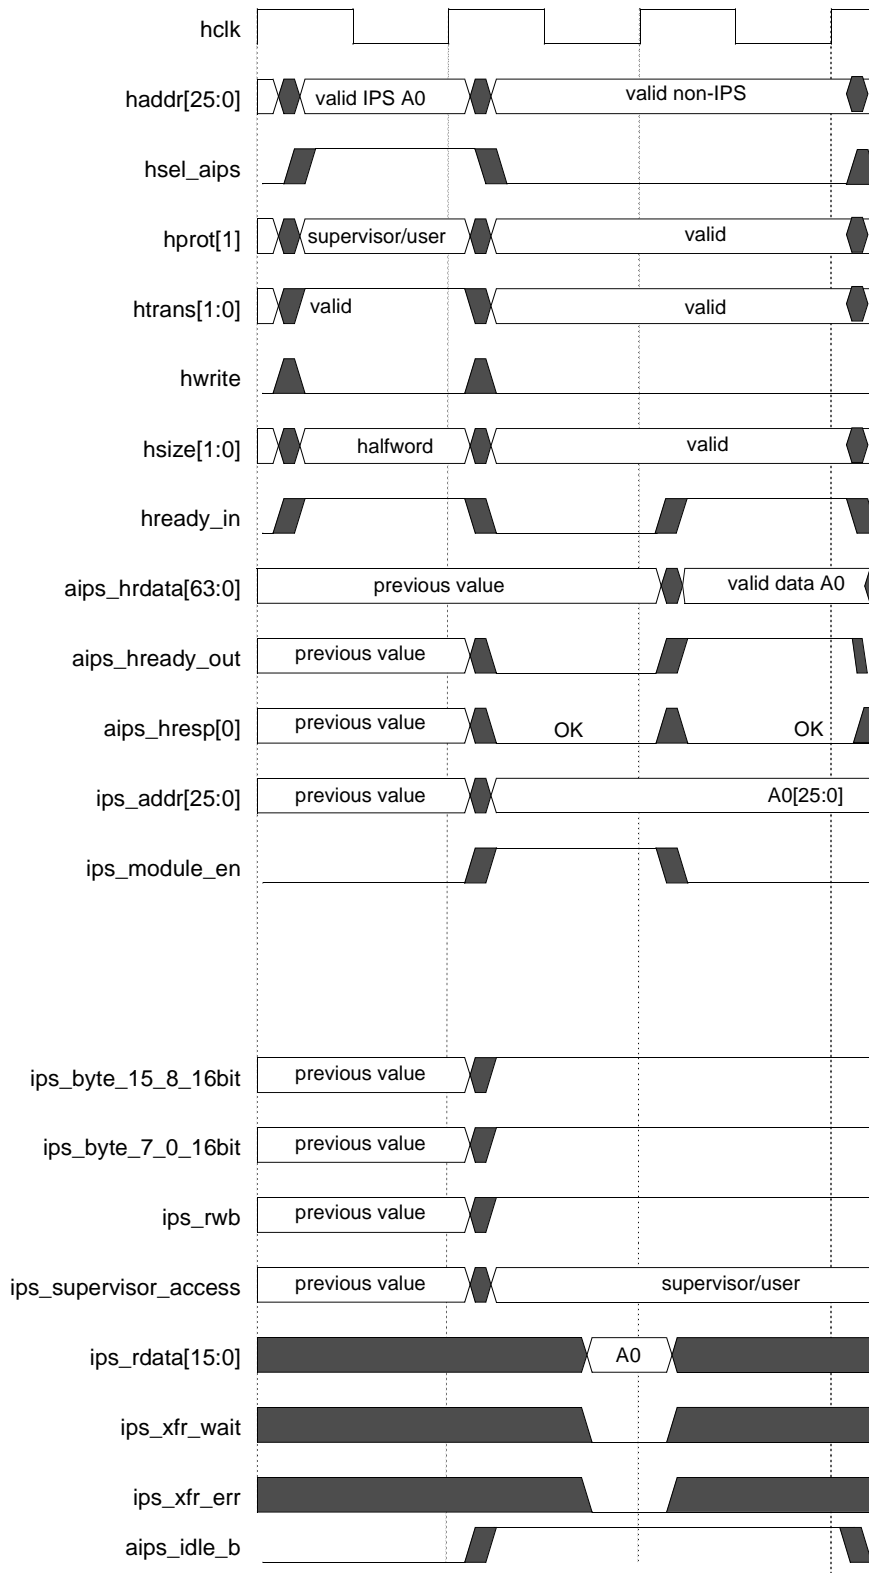 hclk
haddr[25:0] valid IPS A0 valid non-IPS
hsel_aips
hprot[1] supervisor/user valid
htrans[1:0] valid valid
hwrite
hsize[1:0] halfword valid
hready_in
aips_hrdata[63:0] previous value valid data A0
aips_hready_out previous value
aips_hresp[0] previous value OK OK
ips_addr[25:0] previous value A0[25:0]
ips_module_en
ips_byte_15_8_16bit previous value
ips_byte_7_0_16bit previous value
ips_rwb previous value
ips_supervisor_access previous value supervisor/user
ips_rdata[15:0] A0
ips_xfr_wait
ips_xfr_err
aips_idle_b